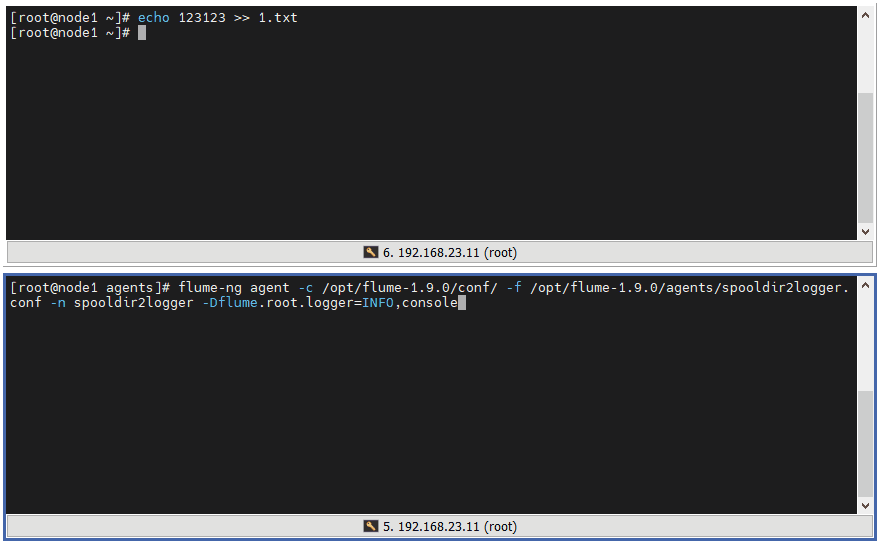 [root@node1 ~]# echo 123123 >> 1.txt
[root@node1 ~]#
6. 192.168.23.11 (root)
[root@node1 agents]# flume-ng agent -c /opt/flume-1.9.0/conf/ -f /opt/flume-1.9.0/agents/spooldir2logger.
conf -n spooldir2logger -Dflume.root.logger=INFO,console
5. 192.168.23.11 (root)